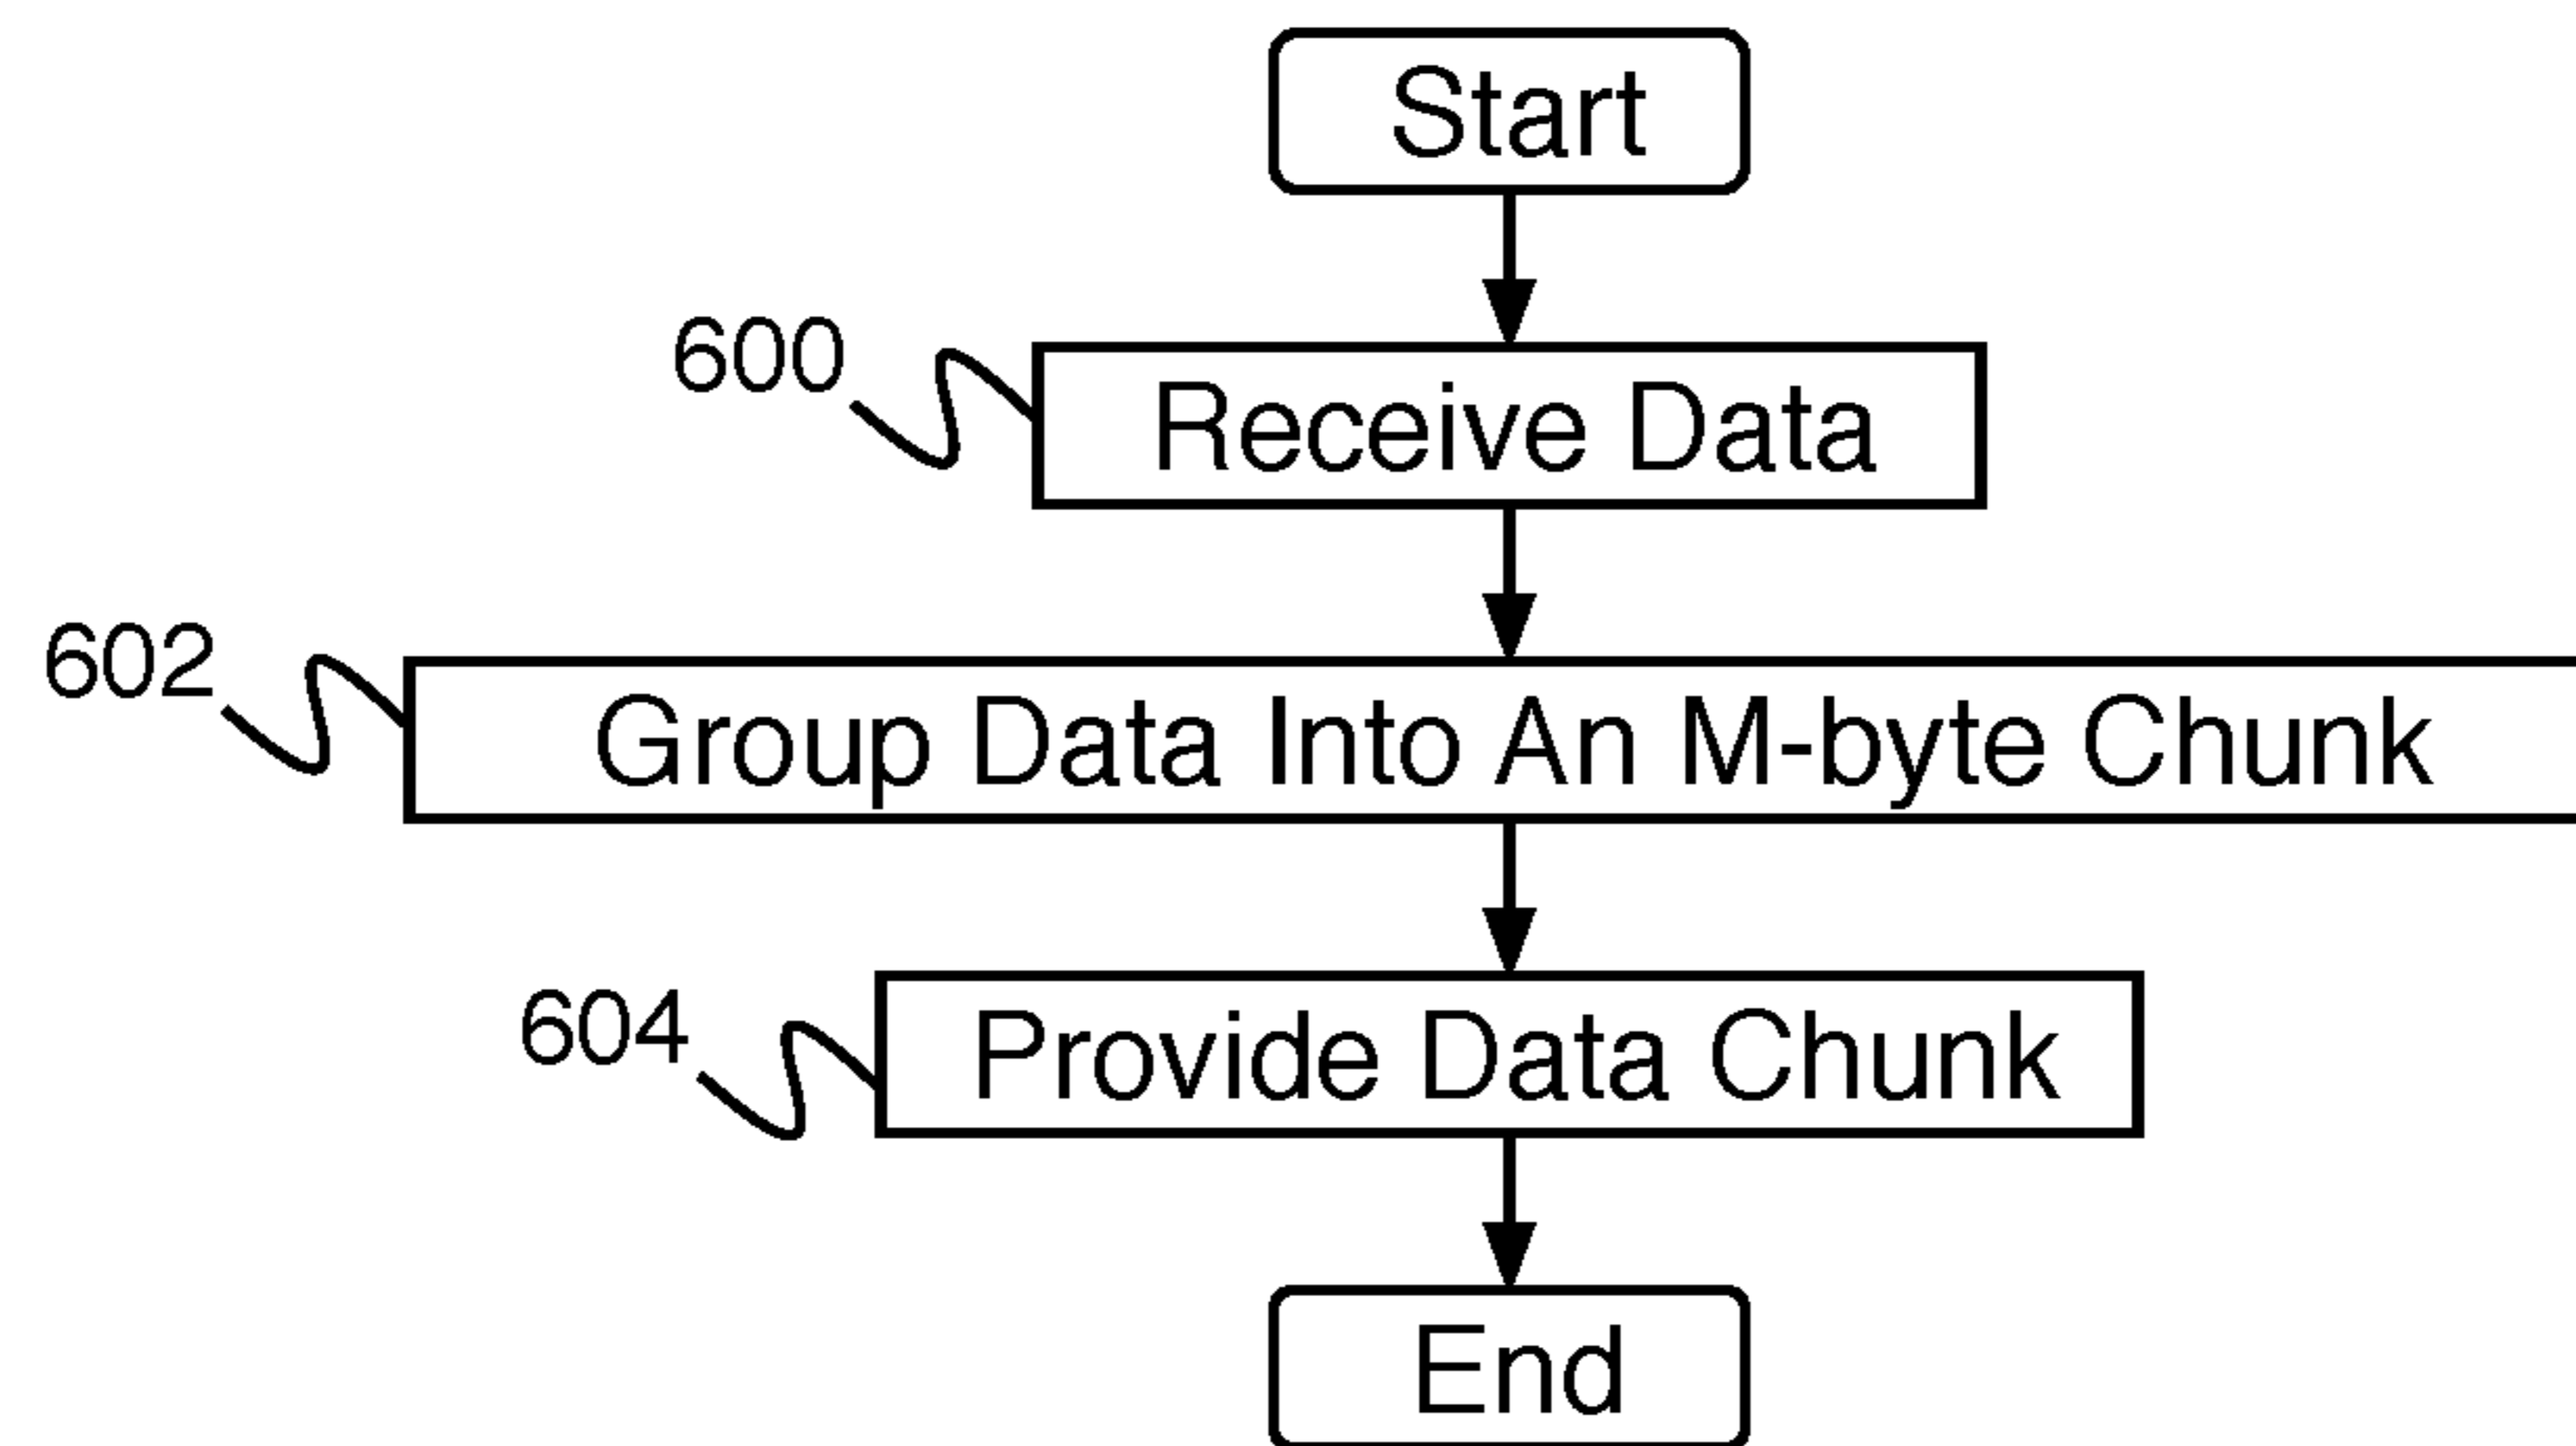 Start
600
Receive Data
602
Group Data Into An M-byte Chunk
604
Provide Data Chunk
End